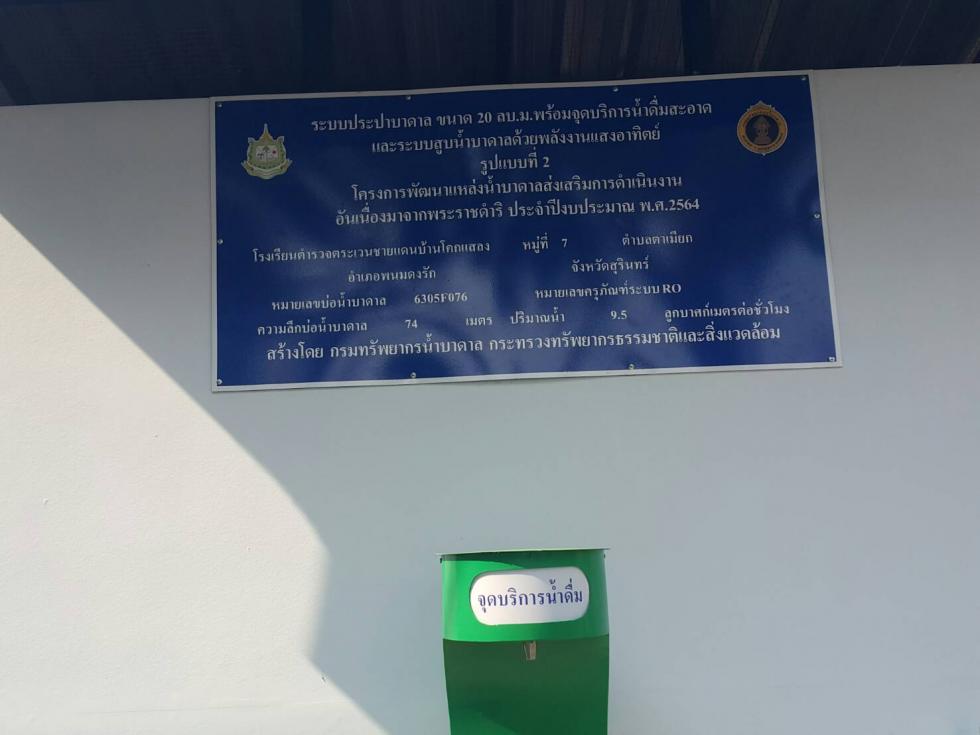 ระบบประปาบาดาล ขนาด 20 ลบ.ม.พร้อมจุดบริการน้ำดื่มสะอาด
และระบบสูบน้ำบาดาลด้วยพลังงานแสงอาทิตย์
รูปแบบที่ 2
โครงการพัฒนาแหล่งน้ำบาดาลส่งเสริมการดำเนินงาน
อันเนื่องมาจากพระราชดำริ ประจำปีงบประมาณ พ.ศ.2564
โรงเรียนตำรวจตระเวนชายแดนบ้านโคกแสลง หมู่ที่ 7 ตำบลตาเมียก
อำเภอพนมดงรัก จังหวัดสุรินทร์
หมายเลขบ่อน้ำบาดาล 6305F076 หมายเลขครุภัณฑ์ระบบ RO
ความลึกบ่อน้ำบาดาล 74 เมตร ปริมาณน้ำ 9.5 ลูกบาศก์เมตรต่อชั่วโมง
สร้างโดย กรมทรัพยากรน้ำบาดาล กระทรวงทรัพยากรธรรมชาติและสิ่งแวดล้อม
จุดบริการน้ำดื่ม